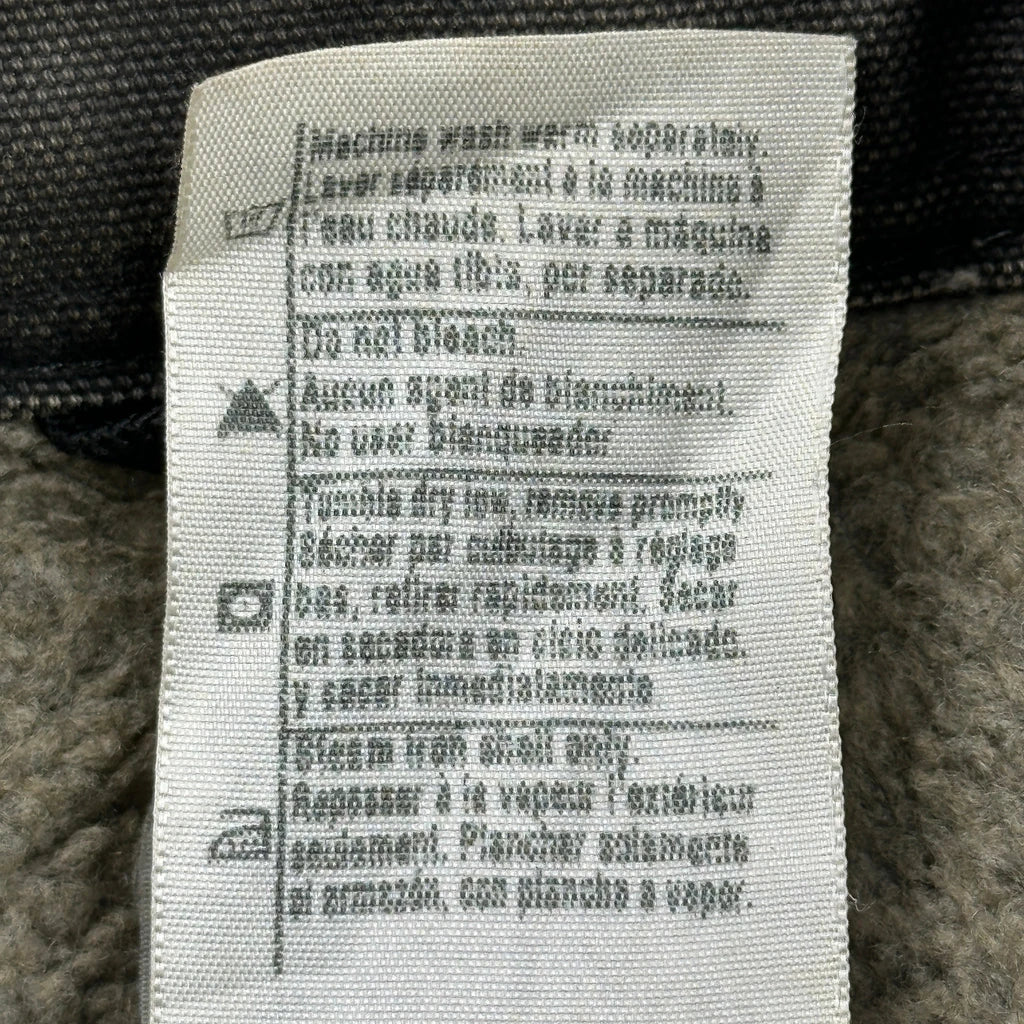 Machine wash warm separately.
Laver séparément à la machine à
l'eau chaude. Lavar a máquina
con agua tibia, por separado.
Do not bleach.
Aucun agent de blanchiment.
No usar blanqueador.
Tumble dry low, remove promptly
Sécher par culbutage à réglage
bas, retirer rapidement. Secar
en secadora en ciclo delicado
y sacar inmediatamente
Steam iron shell only.
Repasser à la vapeur l'extérieur
seulement. Planchar solamente
el armazón, con plancha a vapor.